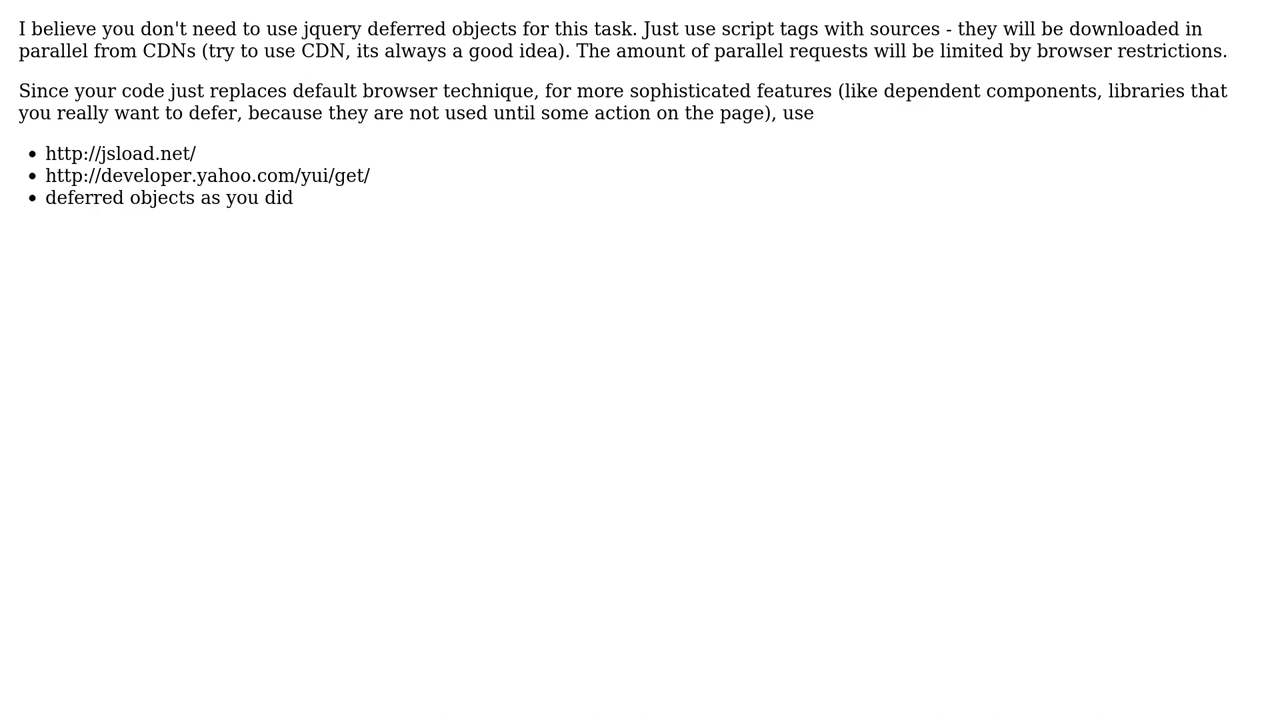 I believe you don't need to use jquery deferred objects for this task. Just use script tags with sources - they will be downloaded in
parallel from CDNs (try to use CDN, its always a good idea). The amount of parallel requests will be limited by browser restrictions.
Since your code just replaces default browser technique, for more sophisticated features (like dependent components, libraries that
you really want to defer, because they are not used until some action on the page), use
• http://jsload.net/
• http://developer.yahoo.com/yui/get/
• deferred objects as you did